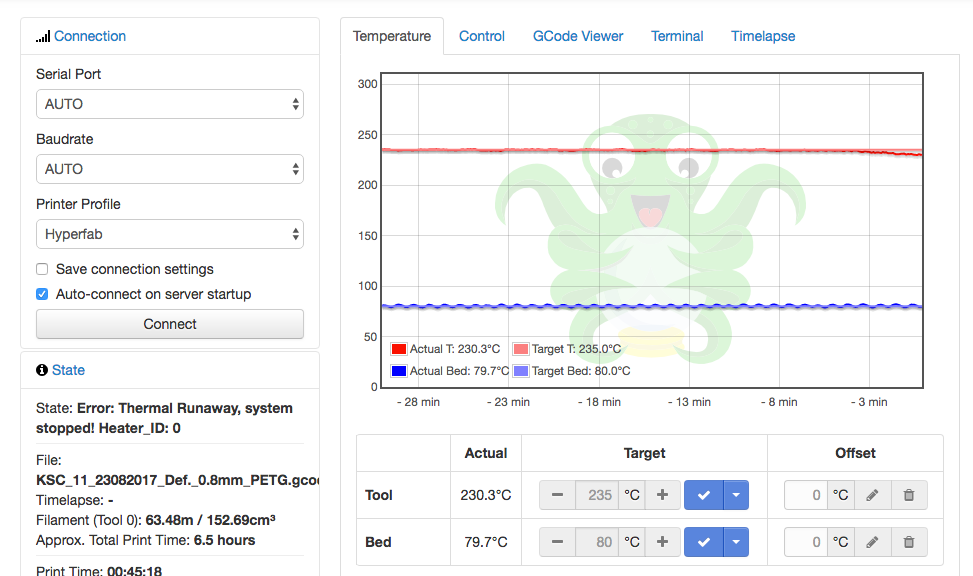 Connection
Serial Port
AUTO
Baudrate
AUTO
Printer Profile
Hyperfab
Save connection settings
Auto-connect on server startup
Connect
State
State: Error: Thermal Runaway, system
stopped! Heater_ID: 0
File:
KSC_11_23082017_Def._0.8mm_PETG.gco
Timelapse: -
Filament (Tool 0): 63.48m / 152.69cm³
Approx. Total Print Time: 6.5 hours
Print Time: 00:45:18
Temperature Control GCode Viewer Terminal Timelapse
300
250
200
150
100
50
0
Actual T: 230.3°C Target T: 235.0°C
Actual Bed: 79.7°C Target Bed: 80.0°C
- 28 min - 23 min - 18 min - 13 min - 8 min - 3 min
Actual Target Offset
Tool 230.3°C 235 °C 0 °C
Bed 79.7°C 80 °C 0 °C